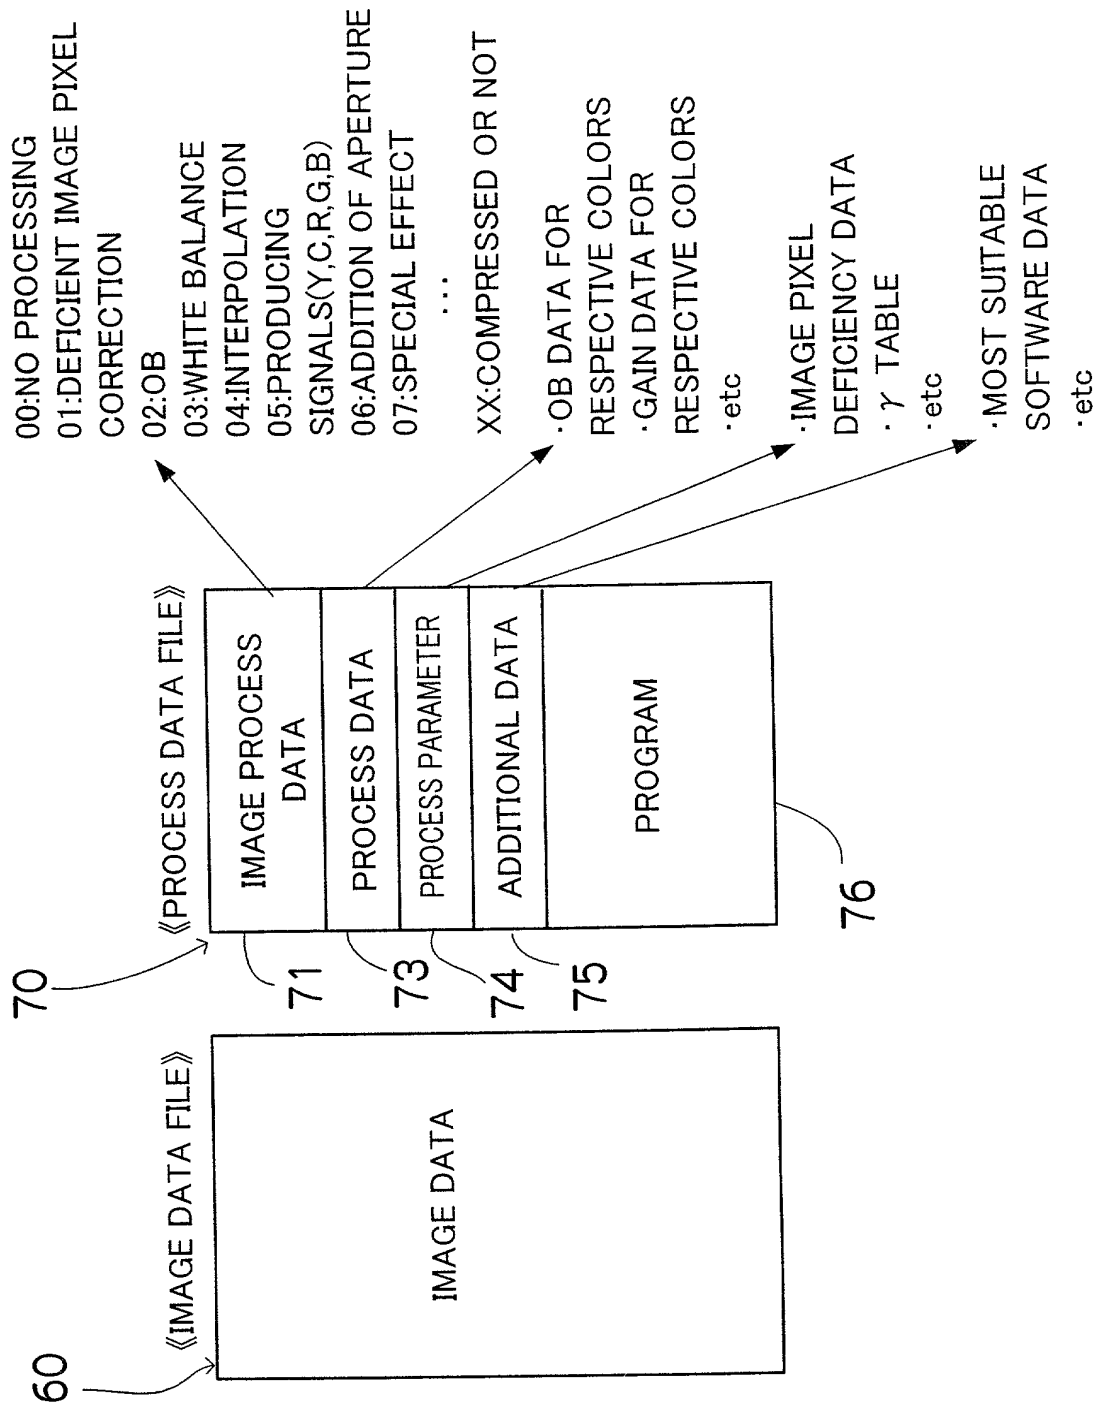 60
《IMAGE DATA FILE》
IMAGE DATA
70
《PROCESS DATA FILE》
71
IMAGE PROCESS
DATA
73
PROCESS DATA
74
PROCESS PARAMETER
75
ADDITIONAL DATA
PROGRAM
76
00:NO PROCESSING
01:DEFICIENT IMAGE PIXEL
CORRECTION
02:OB
03:WHITE BALANCE
04:INTERPOLATION
05:PRODUCING
SIGNALS(Y,C,R,G,B)
06:ADDITION OF APERTURE
07:SPECIAL EFFECT
...
XX:COMPRESSED OR NOT
·OB DATA FOR
RESPECTIVE COLORS
·GAIN DATA FOR
RESPECTIVE COLORS
·etc
·IMAGE PIXEL
DEFICIENCY DATA
·γ TABLE
·etc
·MOST SUITABLE
SOFTWARE DATA
·etc